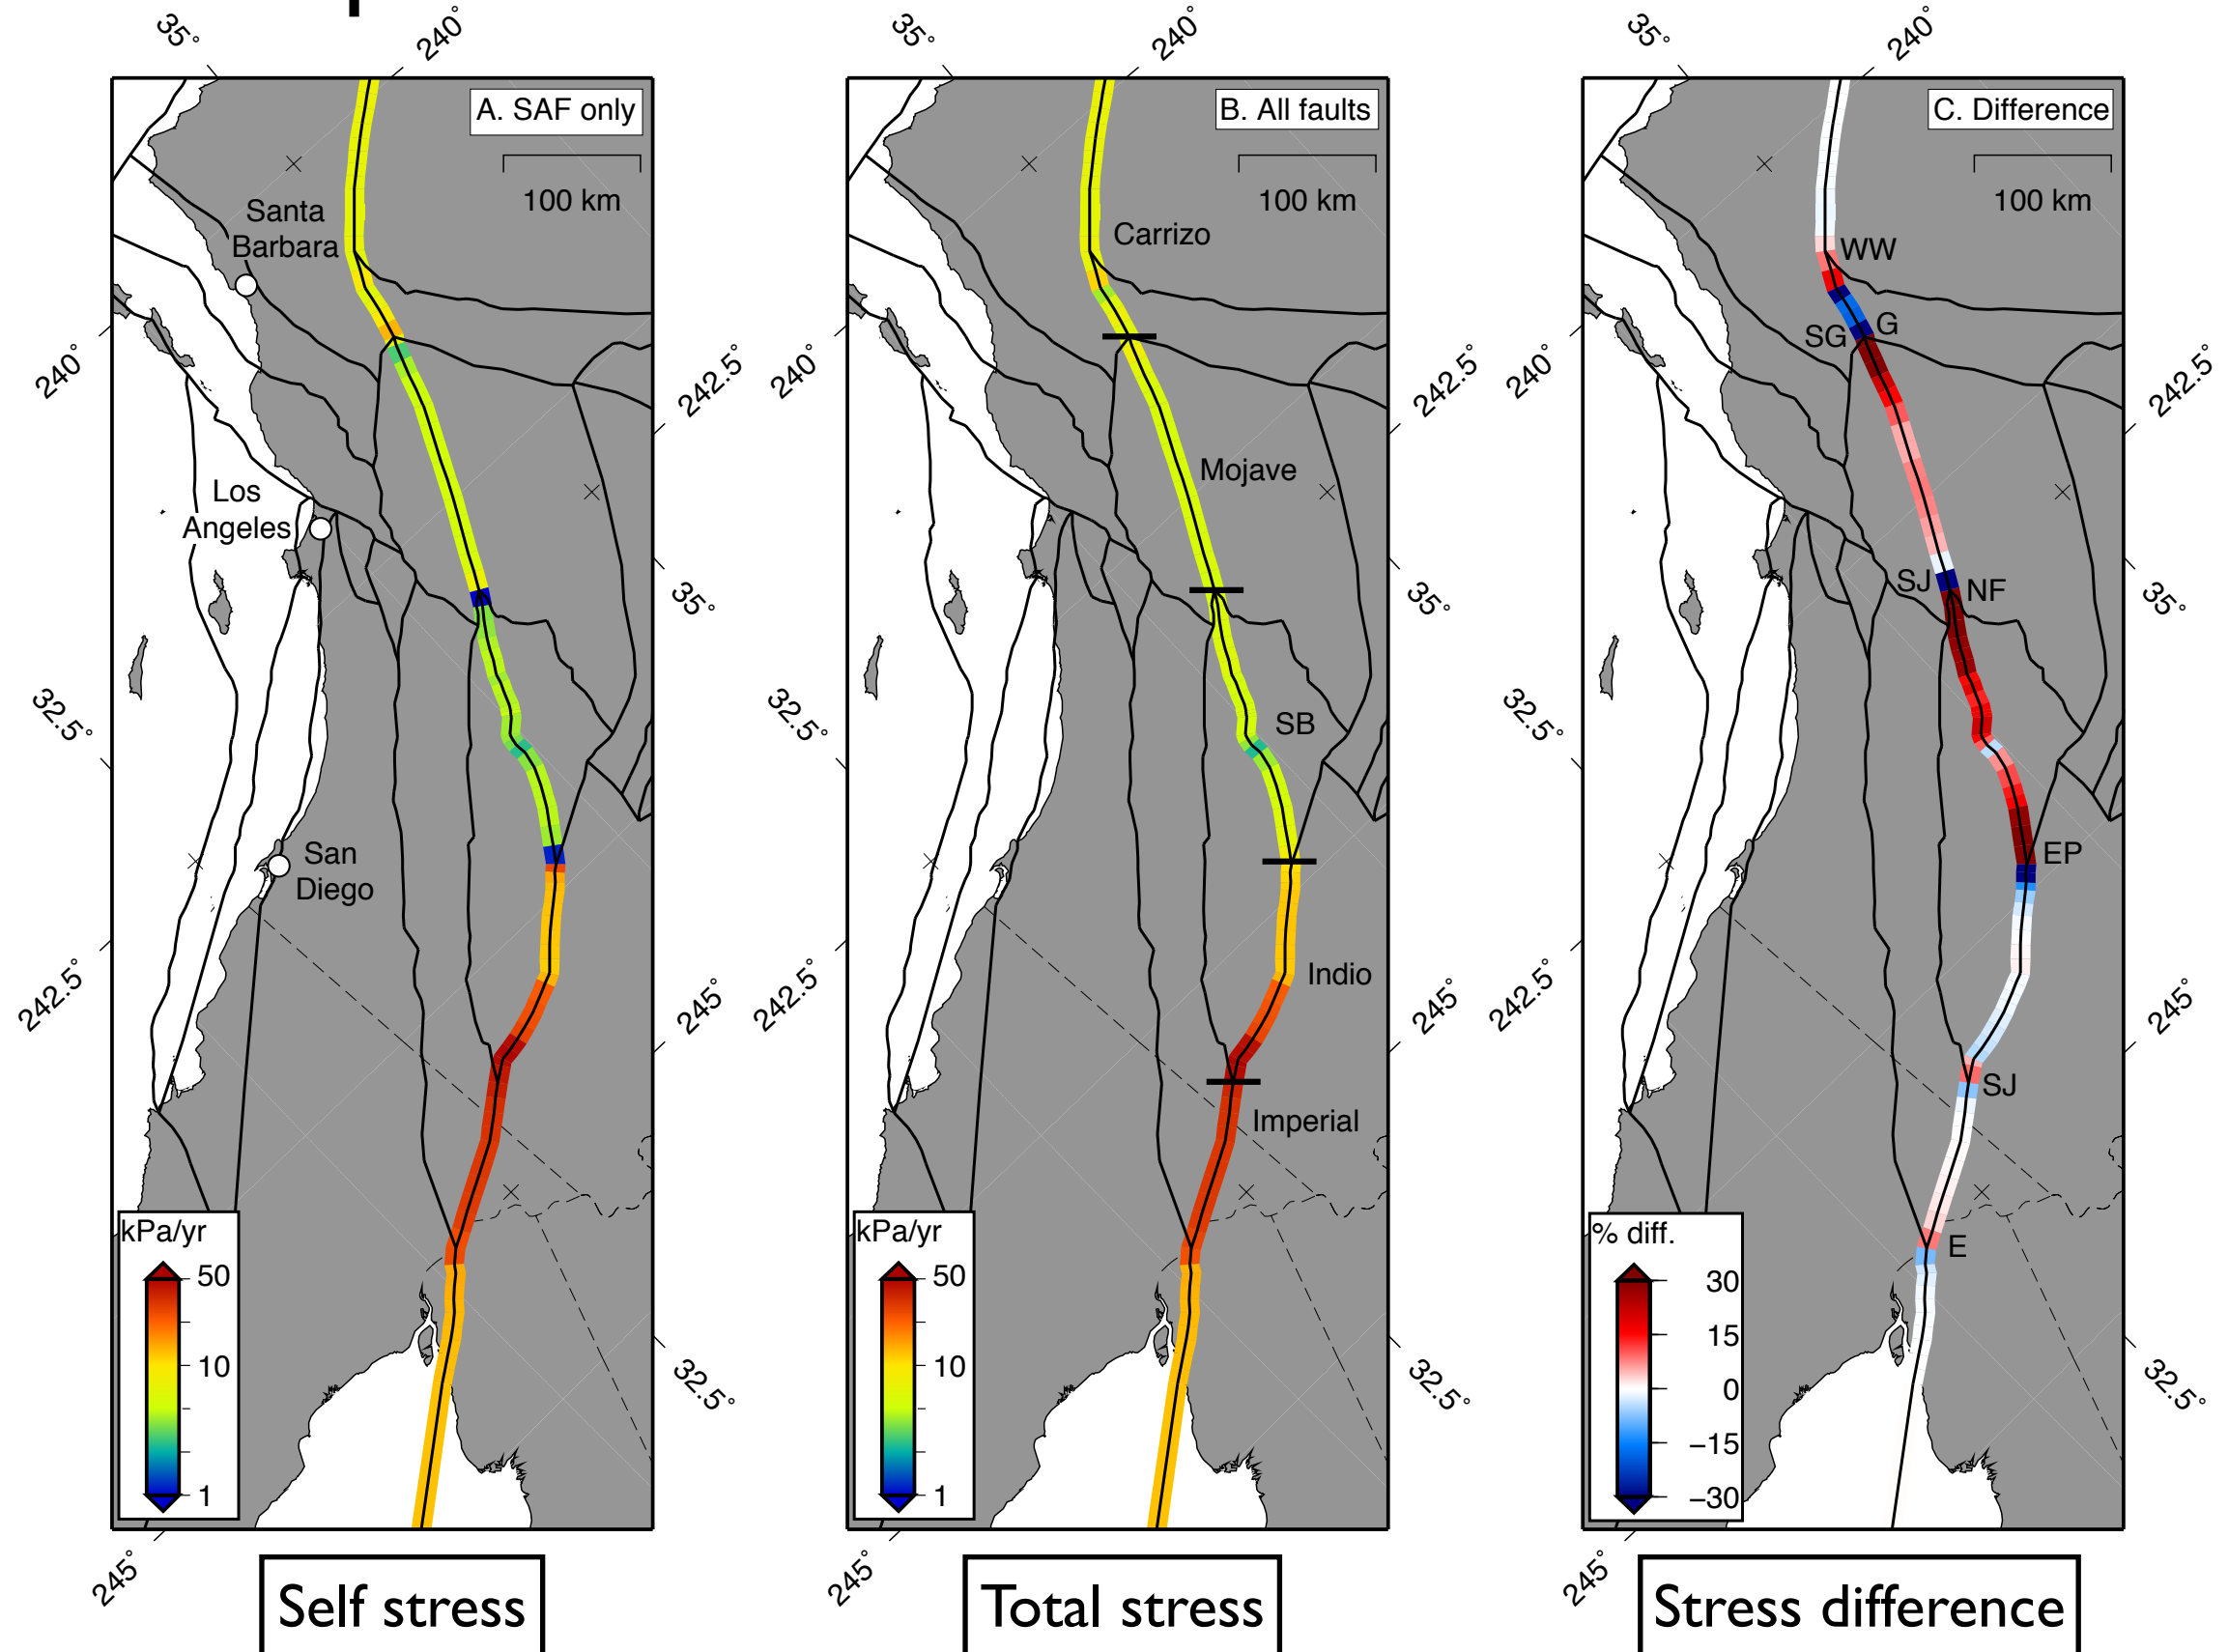 35°
240°
A. SAF only
100 km
Santa
Barbara
240°
242.5°
Los
Angeles
35°
32.5°
San
Diego
242.5°
245°
kPa/yr
50
10
1
32.5°
245°
Self stress
35°
240°
B. All faults
100 km
Carrizo
240°
242.5°
Mojave
35°
32.5°
SB
Indio
242.5°
245°
Imperial
kPa/yr
50
10
1
32.5°
245°
Total stress
35°
240°
C. Difference
100 km
WW
G
SG
240°
242.5°
SJ
NF
35°
32.5°
EP
242.5°
245°
SJ
E
% diff.
30
15
0
−15
−30
32.5°
245°
Stress difference